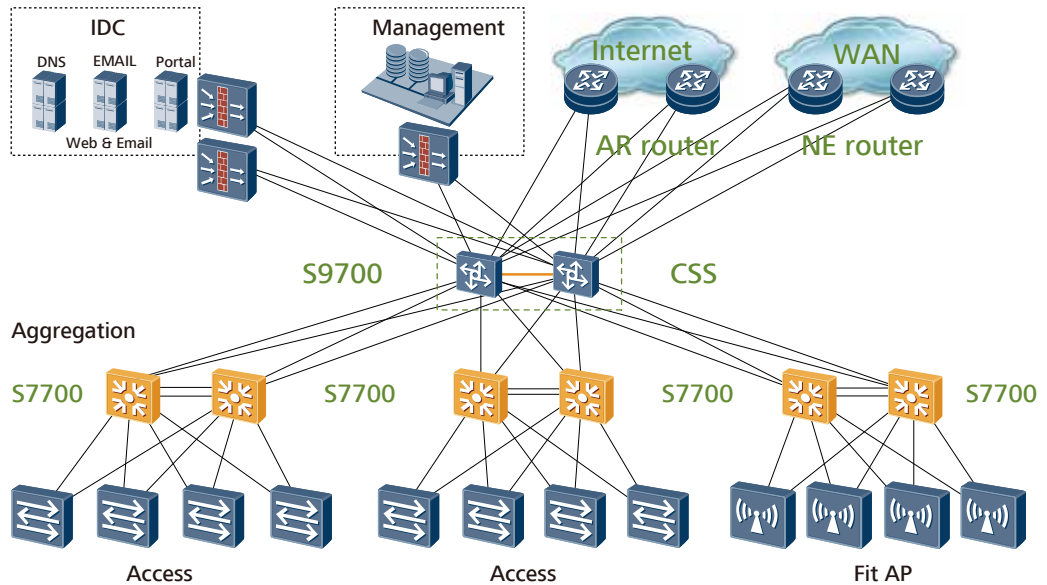 IDC
DNS
EMAIL
Portal
Web & Email
Management
Internet
WAN
AR router
NE router
S9700
CSS
Aggregation
S7700
S7700
S7700
S7700
Access
Access
Fit AP